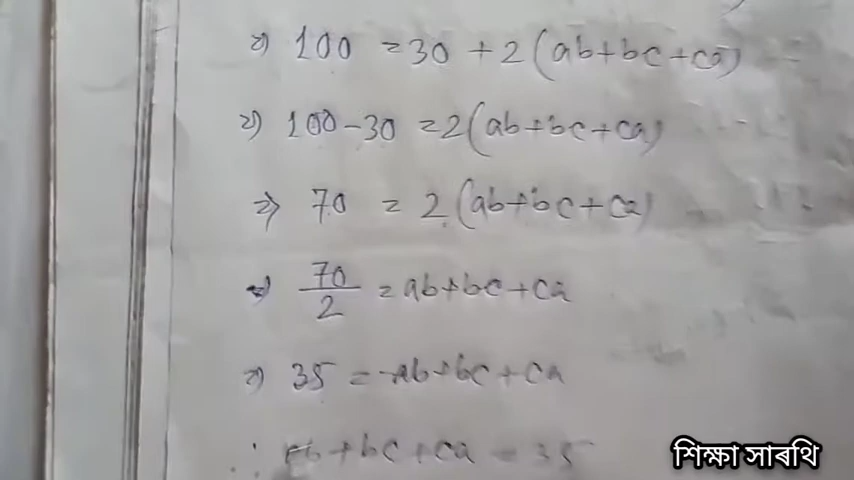 ⇒ 100 = 30 + 2(ab+bc+ca)
⇒ 100-30 = 2(ab+bc+ca)
⇒ 70 = 2(ab+bc+ca)
⇒ 70/2 = ab+bc+ca
⇒ 35 = ab+bc+ca
∴ ab+bc+ca = 35
শিক্ষা সাৰথি